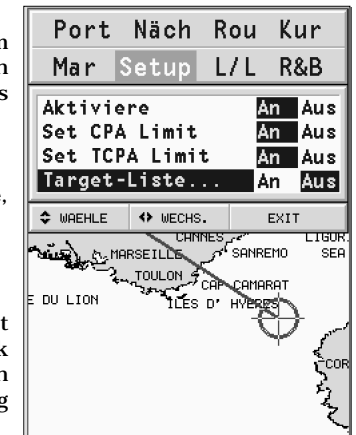 Port Näch Rou Kur
Mar Setup L/L R&B
Aktiviere An Aus
Set CPA Limit An Aus
Set TCPA Limit An Aus
Target-Liste... An Aus
WAEHLE WECHS. EXIT
CANNES LIGUR.
MARSEILLE SANREMO SEA
TOULON CAP CAMARAT
E DU LION ILES D' HYERES
COR